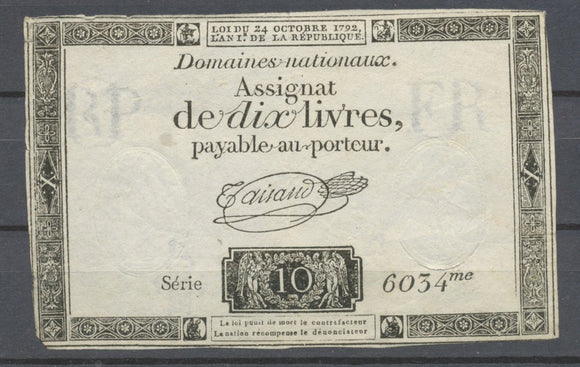 LOI DU 24 OCTOBRE 1792,
L'AN I.er DE LA RÉPUBLIQUE.
Domaines nationaux.
Assignat
de dix livres,
payable au porteur.
Taisaud
X X
Série 10 6034me
La loi punit de mort le contrefacteur
La nation récompense le dénonciateur